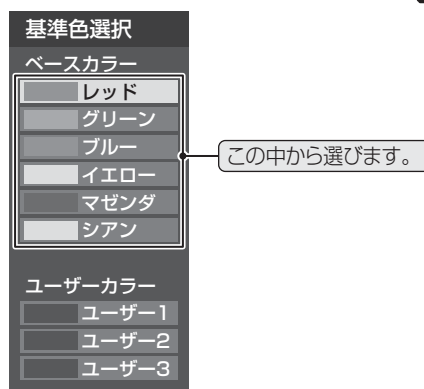 基準色選択
ベースカラー
レッド
グリーン
ブルー
イエロー
マゼンダ
シアン
この中から選びます。
ユーザーカラー
ユーザー1
ユーザー2
ユーザー3